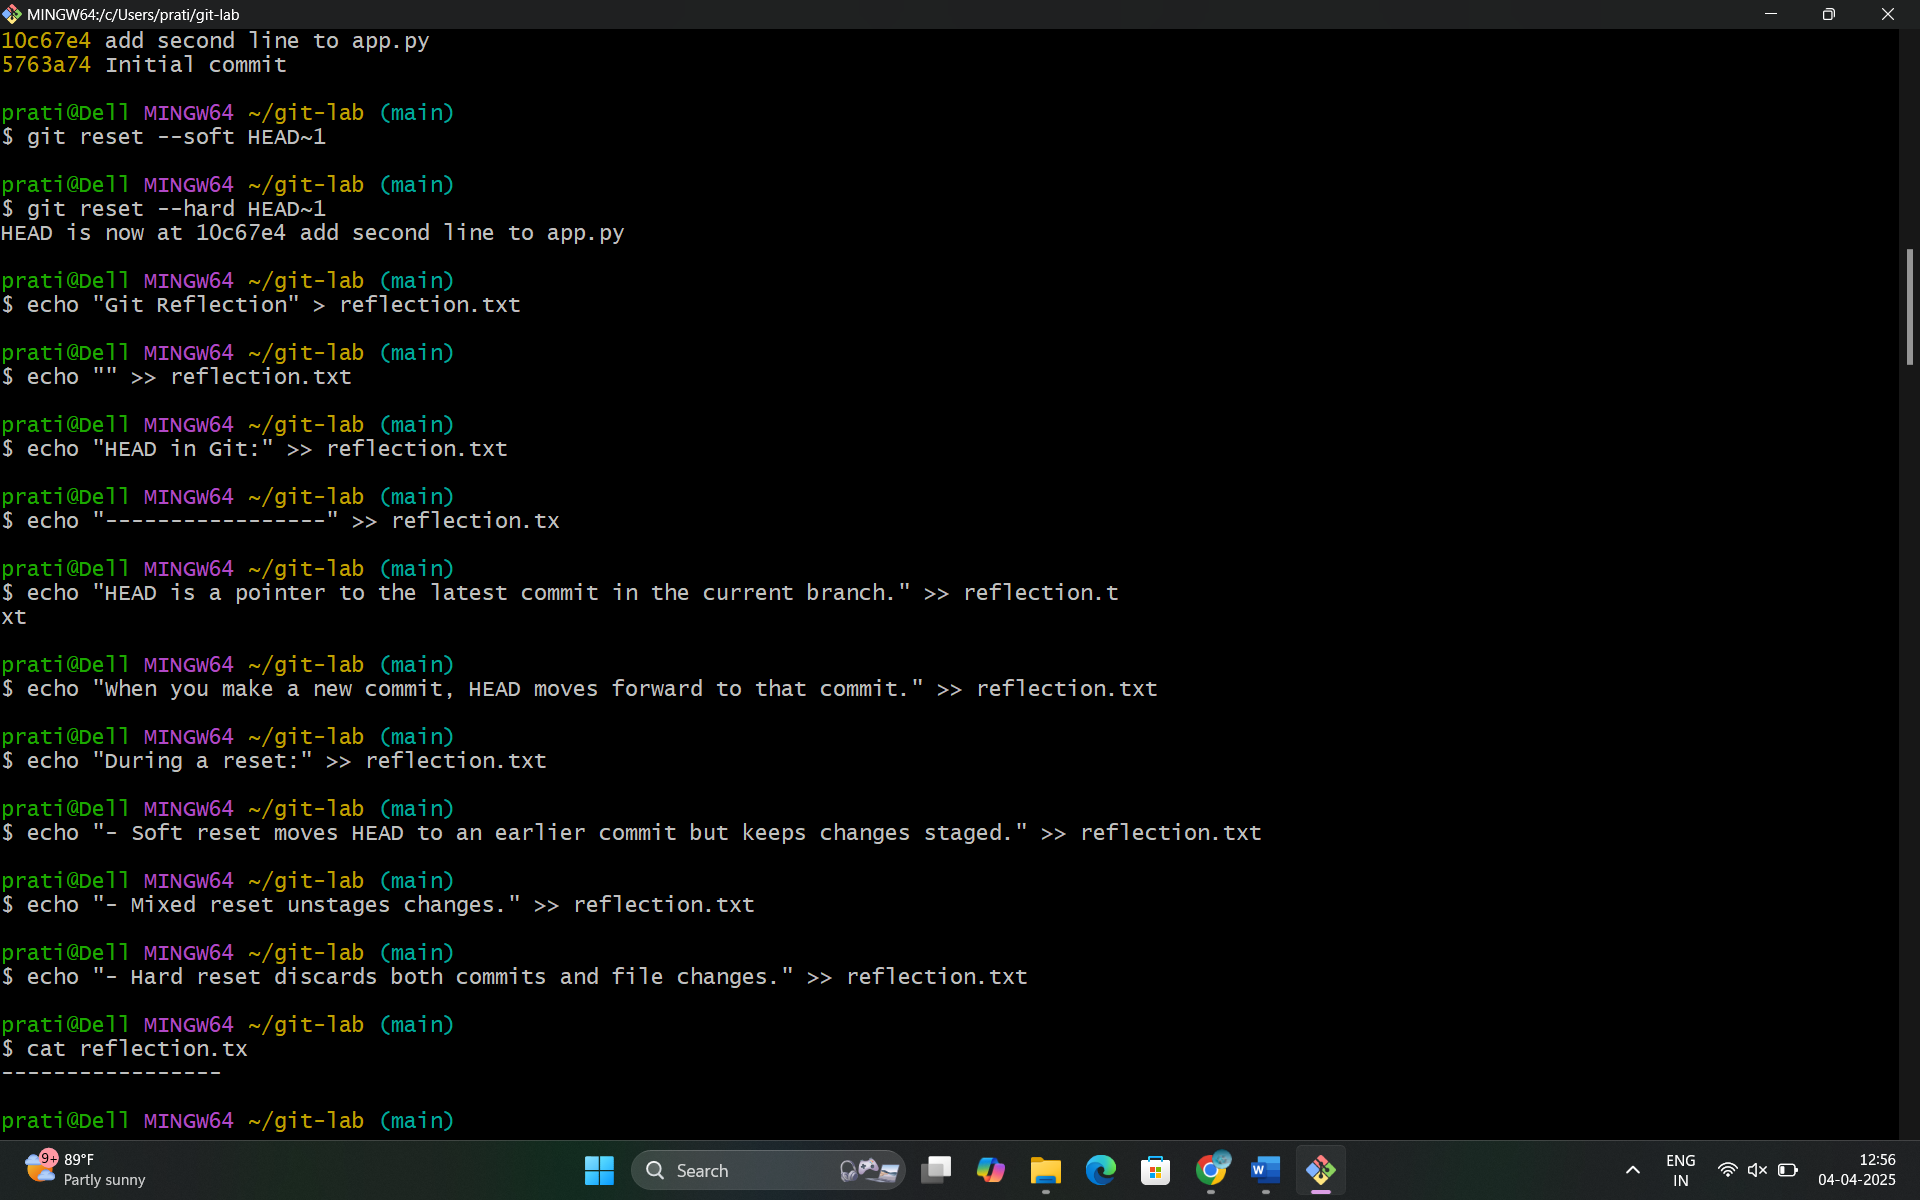 MINGW64:/c/Users/prati/git-lab
10c67e4 add second line to app.py
5763a74 Initial commit
prati@Dell MINGW64 ~/git-lab (main)
$ git reset --soft HEAD~1
prati@Dell MINGW64 ~/git-lab (main)
$ git reset --hard HEAD~1
HEAD is now at 10c67e4 add second line to app.py
prati@Dell MINGW64 ~/git-lab (main)
$ echo "Git Reflection" > reflection.txt
prati@Dell MINGW64 ~/git-lab (main)
$ echo "" >> reflection.txt
prati@Dell MINGW64 ~/git-lab (main)
$ echo "HEAD in Git:" >> reflection.txt
prati@Dell MINGW64 ~/git-lab (main)
$ echo "-----------------" >> reflection.tx
prati@Dell MINGW64 ~/git-lab (main)
$ echo "HEAD is a pointer to the latest commit in the current branch." >> reflection.t
xt
prati@Dell MINGW64 ~/git-lab (main)
$ echo "When you make a new commit, HEAD moves forward to that commit." >> reflection.txt
prati@Dell MINGW64 ~/git-lab (main)
$ echo "During a reset:" >> reflection.txt
prati@Dell MINGW64 ~/git-lab (main)
$ echo "- Soft reset moves HEAD to an earlier commit but keeps changes staged." >> reflection.txt
prati@Dell MINGW64 ~/git-lab (main)
$ echo "- Mixed reset unstages changes." >> reflection.txt
prati@Dell MINGW64 ~/git-lab (main)
$ echo "- Hard reset discards both commits and file changes." >> reflection.txt
prati@Dell MINGW64 ~/git-lab (main)
$ cat reflection.tx
-----------------
prati@Dell MINGW64 ~/git-lab (main)
9+
89°F
Partly sunny
Search
W
ENG
IN
12:56
04-04-2025